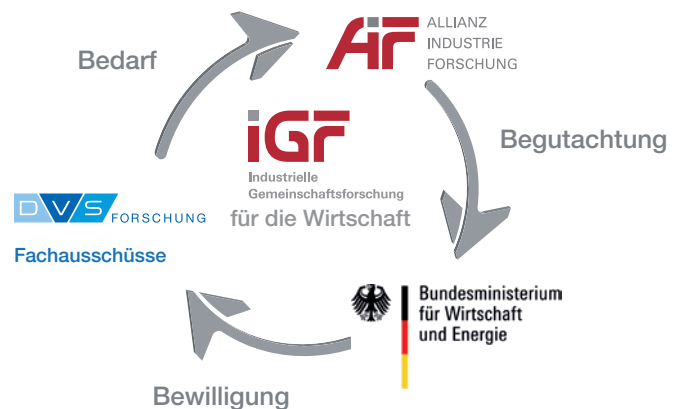 AiF
ALLIANZ
INDUSTRIE
FORSCHUNG
Bedarf
iGF
Industrielle
Gemeinschaftsforschung
für die Wirtschaft
Begutachtung
DVS FORSCHUNG
Fachausschüsse
Bundesministerium
für Wirtschaft
und Energie
Bewilligung